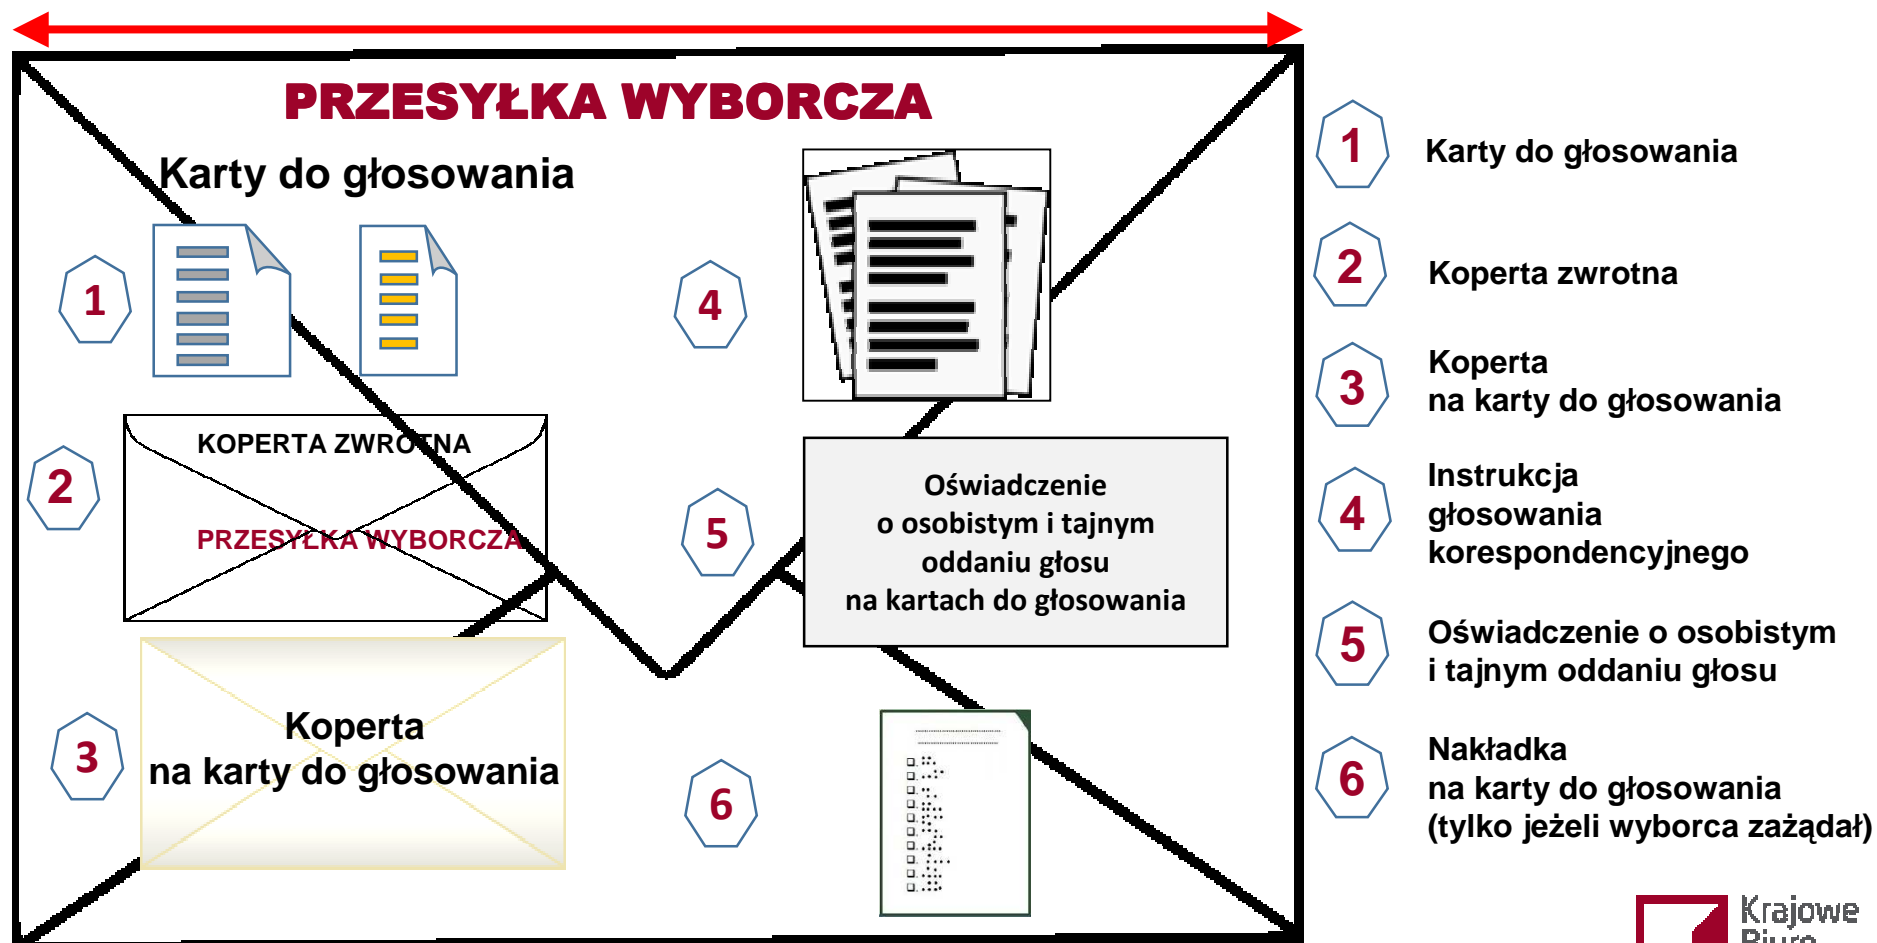 PRZESYŁKA WYBORCZA
Karty do głosowania
1
2
KOPERTA ZWROTNA
PRZESYŁKA WYBORCZA
3
Koperta
na karty do głosowania
4
5
Oświadczenie
o osobistym i tajnym
oddaniu głosu
na kartach do głosowania
6
1
Karty do głosowania
2
Koperta zwrotna
3
Koperta
na karty do głosowania
4
Instrukcja
głosowania
korespondencyjnego
5
Oświadczenie o osobistym
i tajnym oddaniu głosu
6
Nakładka
na karty do głosowania
(tylko jeżeli wyborca zażądał)
Krajowe
Biuro